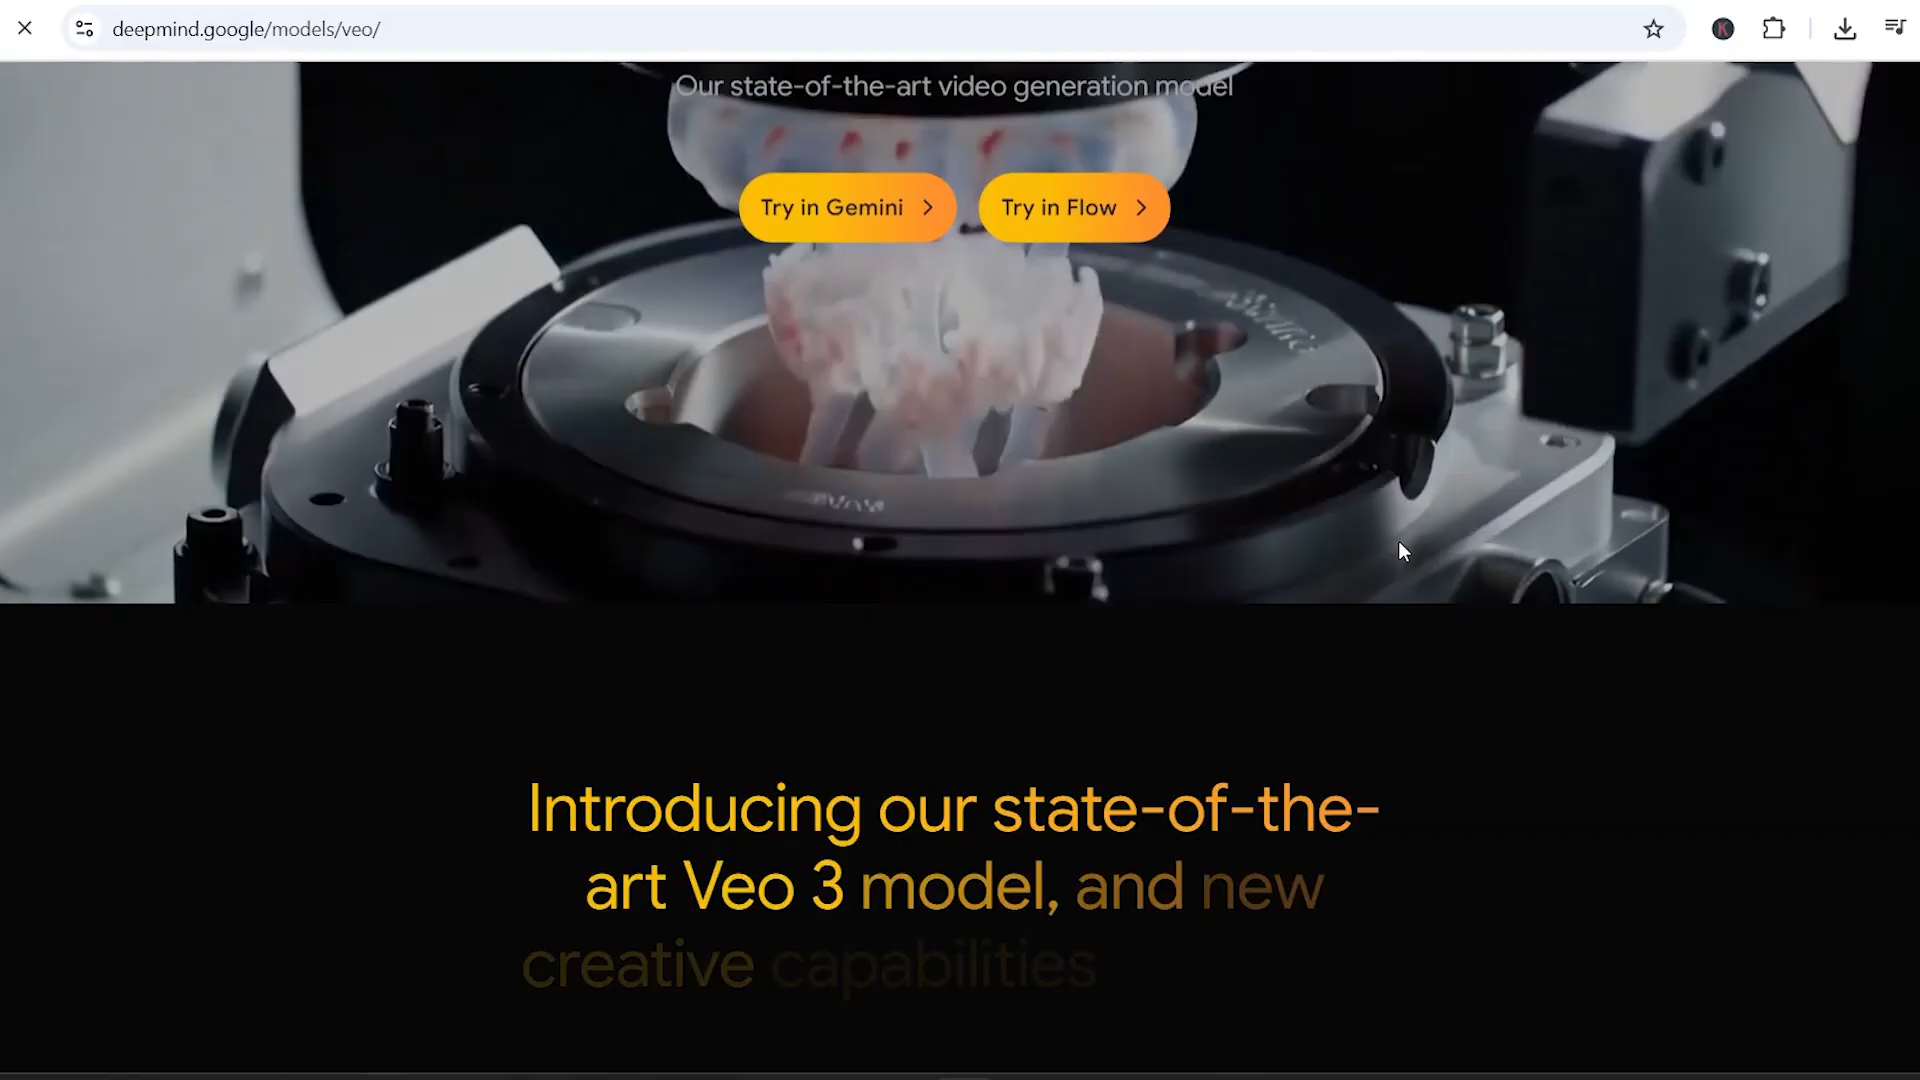 deepmind.google/models/veo/
Our state-of-the-art video generation model
Try in Gemini
Try in Flow
Introducing our state-of-the-
art Veo 3 model, and new
creative capabilities